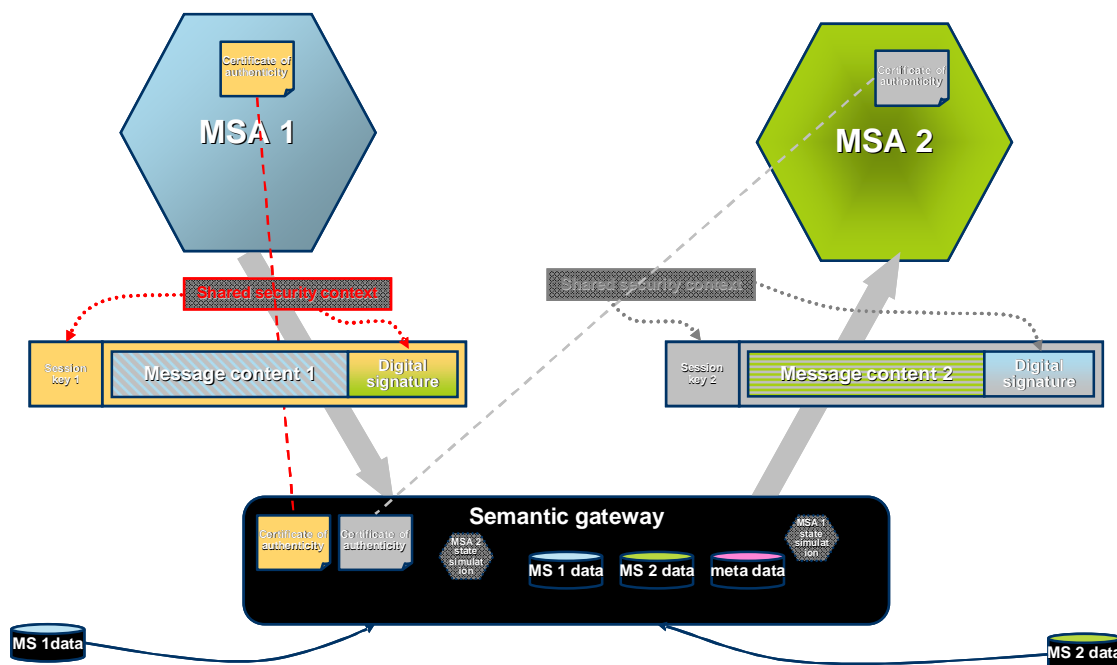 Certificate of
authenticity
MSA 1
Certificate of
authenticity
MSA 2
Shared security context
Shared security context
Session
key 1
Message content 1
Digital
signature
Session
key 2
Message content 2
Digital
signature
Semantic gateway
Certificate of
authenticity
Certificate of
authenticity
MSA 2
state
simulat
ion
MS 1 data
MS 2 data
meta data
MSA 1
state
simulat
ion
MS 1data
MS 2 data